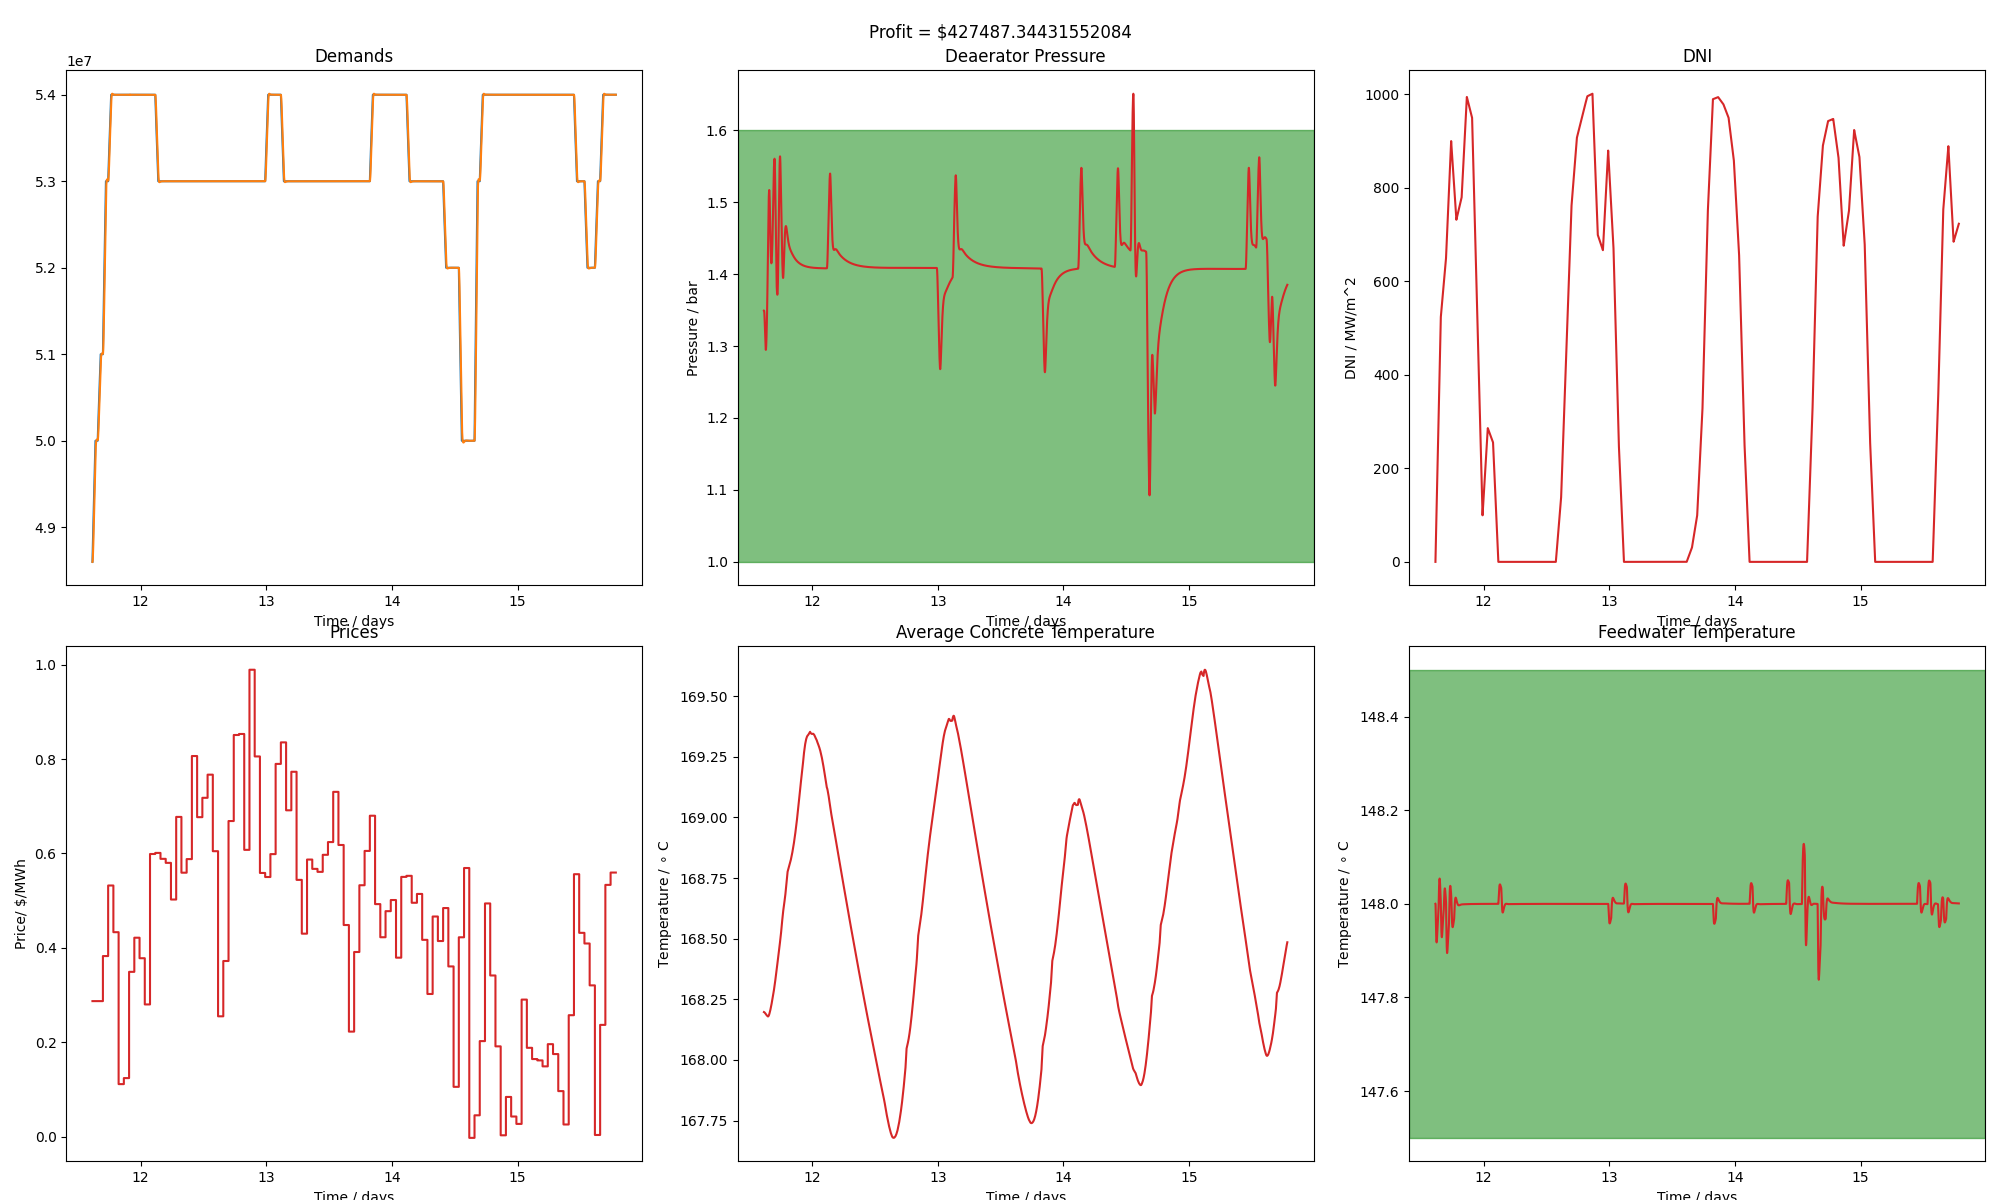 Profit = $427487.34431552084
Demands
1e7
5.4
5.3
5.2
5.1
5.0
4.9
12 13 14 15
Time / days
Deaerator Pressure
Pressure / bar
1.6
1.5
1.4
1.3
1.2
1.1
1.0
12 13 14 15
Time / days
DNI
DNI / MW/m^2
1000
800
600
400
200
0
12 13 14 15
Time / days
Prices
Price/ $/MWh
1.0
0.8
0.6
0.4
0.2
0.0
12 13 14 15
Time / days
Average Concrete Temperature
Temperature / ∘ C
169.50
169.25
169.00
168.75
168.50
168.25
168.00
167.75
12 13 14 15
Time / days
Feedwater Temperature
Temperature / ∘ C
148.4
148.2
148.0
147.8
147.6
12 13 14 15
Time / days